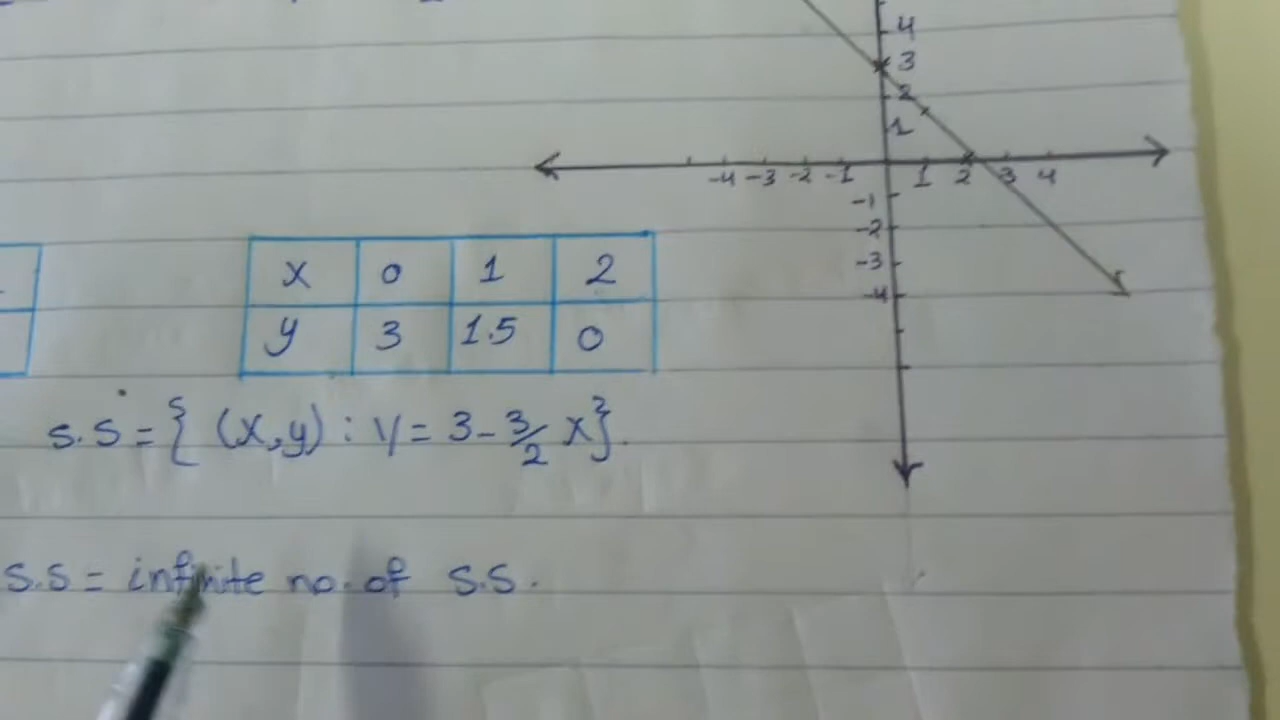 4
3
2
1
-4 -3 -2 -1 1 2 3 4
-1
-2
-3
-4
x 0 1 2
y 3 1.5 0
S.S = { (x,y) : y = 3 - 3/2 x }.
S.S = infinite no. of S.S.